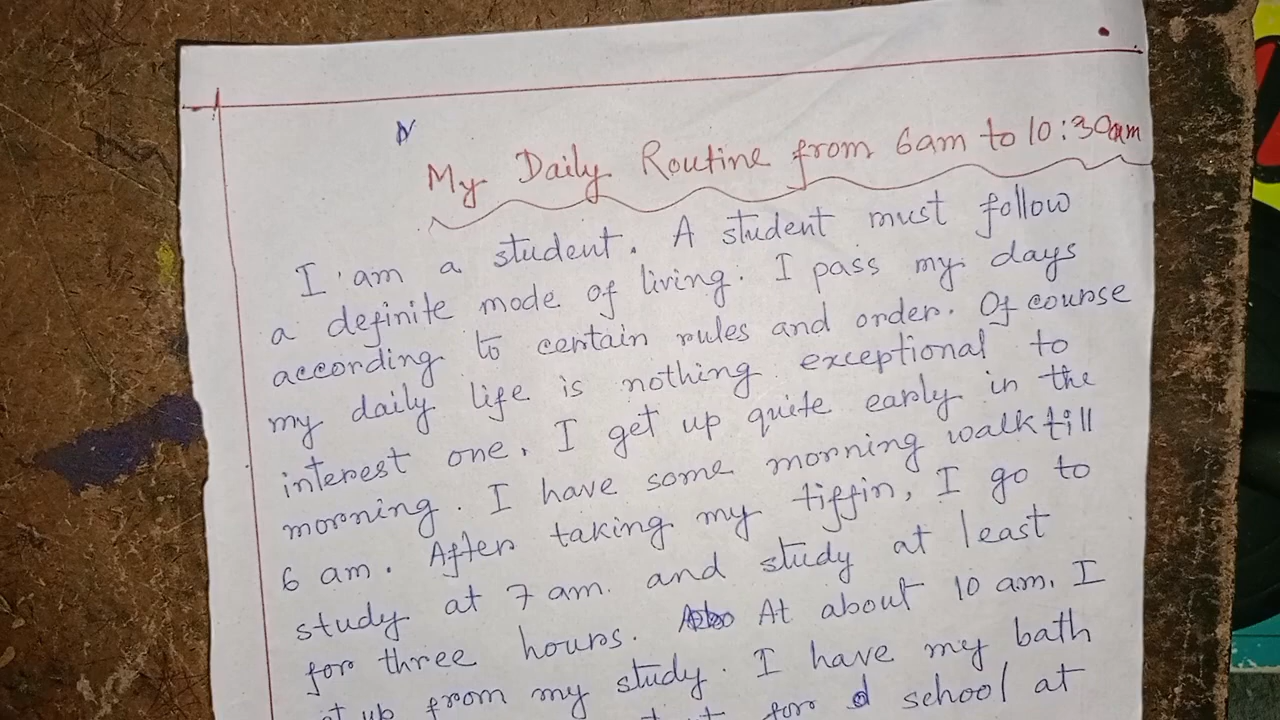 My Daily Routine from 6am to 10:30am
I am a student. A student must follow
a definite mode of living. I pass my days
according to certain rules and order. Of course
my daily life is nothing exceptional to
interest one. I get up quite early in the
morning. I have some morning walk till
6 am. After taking my tiffin, I go to
study at 7 am. and study at least
for three hours. At about 10 am. I
up from my study. I have my bath
for school at